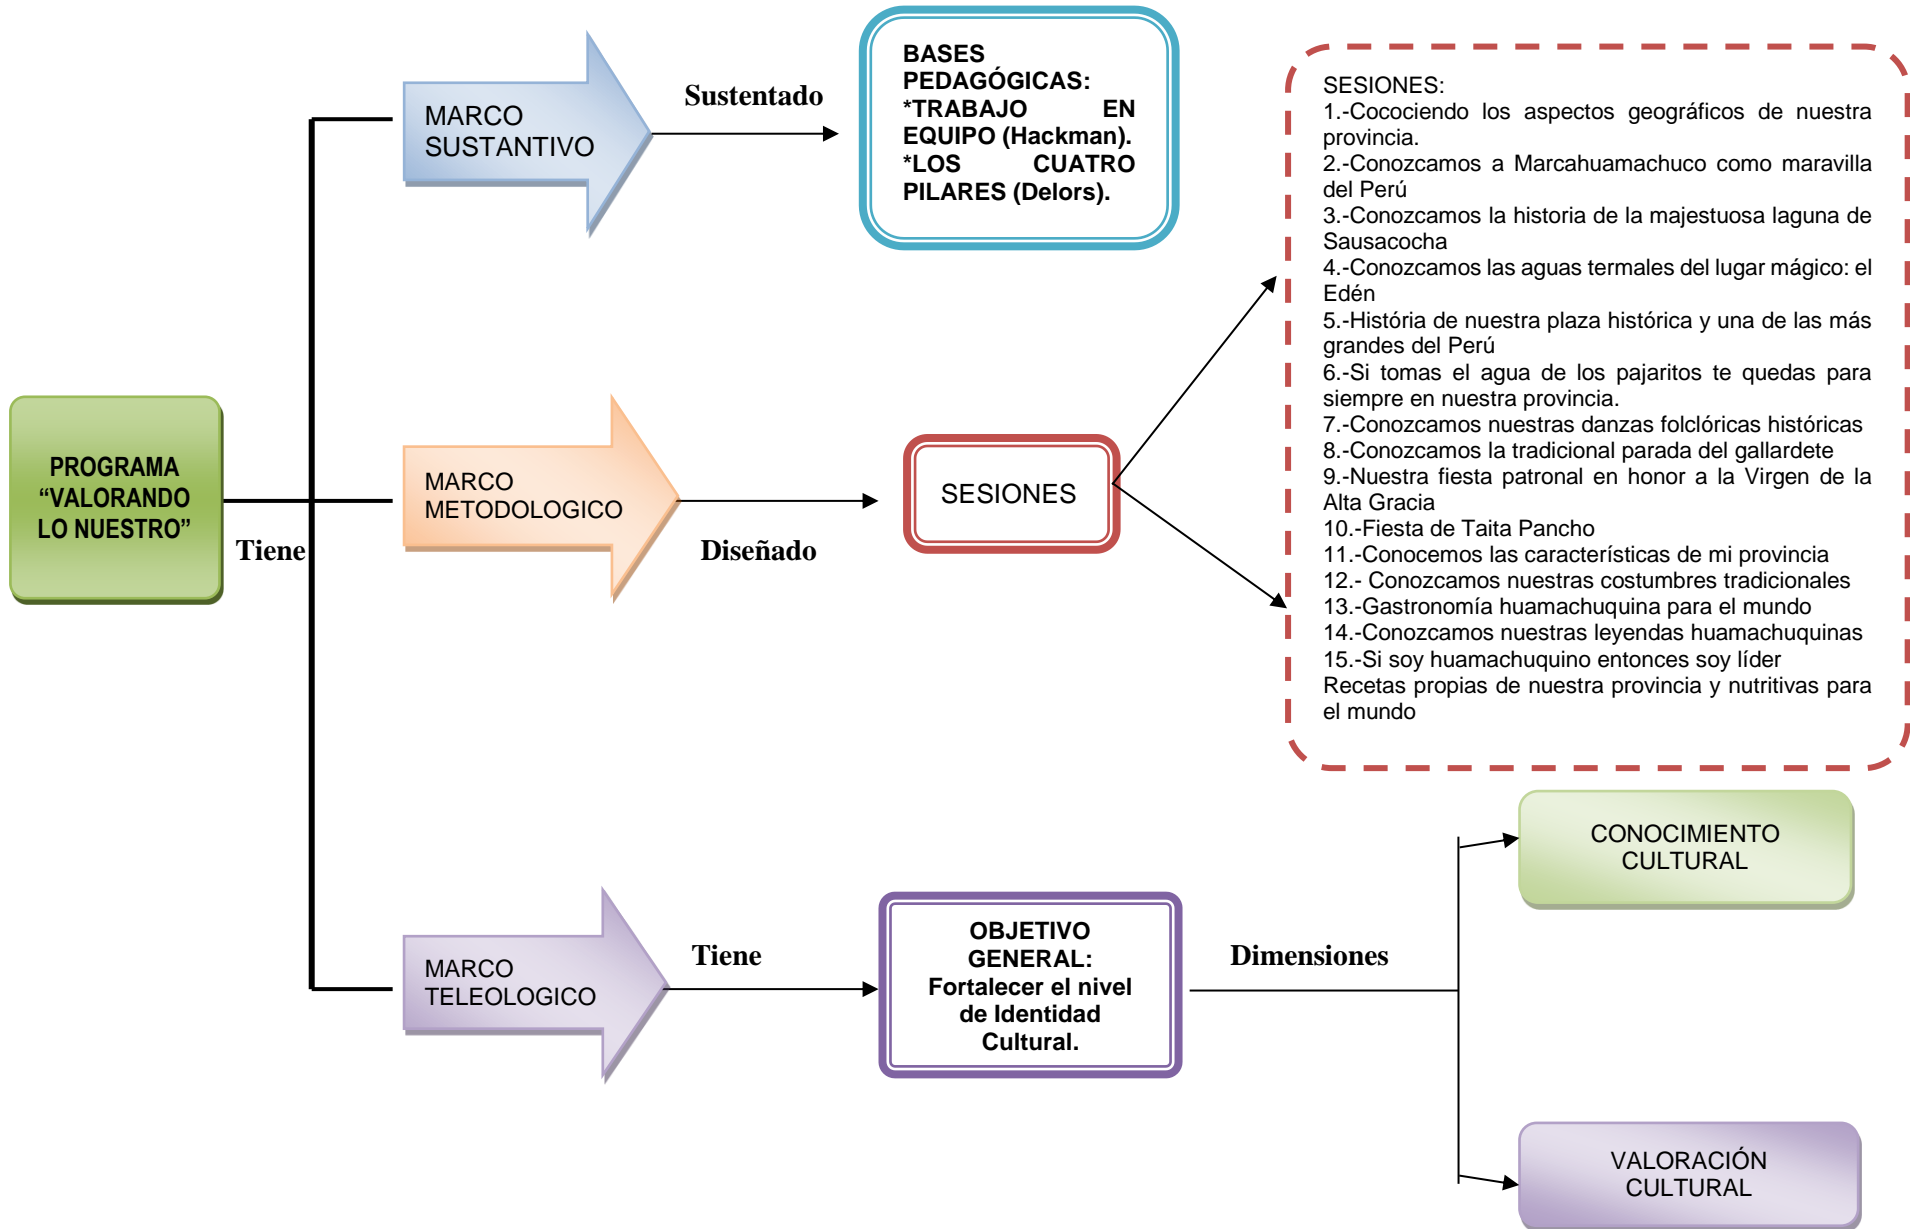 PROGRAMA
“VALORANDO
LO NUESTRO”
Tiene
MARCO
SUSTANTIVO
Sustentado
BASES
PEDAGÓGICAS:
*TRABAJO EN
EQUIPO (Hackman).
*LOS CUATRO
PILARES (Delors).
MARCO
METODOLOGICO
Diseñado
SESIONES
SESIONES:
1.-Cocociendo los aspectos geográficos de nuestra
provincia.
2.-Conozcamos a Marcahuamachuco como maravilla
del Perú
3.-Conozcamos la historia de la majestuosa laguna de
Sausacocha
4.-Conozcamos las aguas termales del lugar mágico: el
Edén
5.-História de nuestra plaza histórica y una de las más
grandes del Perú
6.-Si tomas el agua de los pajaritos te quedas para
siempre en nuestra provincia.
7.-Conozcamos nuestras danzas folclóricas históricas
8.-Conozcamos la tradicional parada del gallardete
9.-Nuestra fiesta patronal en honor a la Virgen de la
Alta Gracia
10.-Fiesta de Taita Pancho
11.-Conocemos las características de mi provincia
12.- Conozcamos nuestras costumbres tradicionales
13.-Gastronomía huamachuquina para el mundo
14.-Conozcamos nuestras leyendas huamachuquinas
15.-Si soy huamachuquino entonces soy líder
Recetas propias de nuestra provincia y nutritivas para
el mundo
MARCO
TELEOLOGICO
Tiene
OBJETIVO
GENERAL:
Fortalecer el nivel
de Identidad
Cultural.
Dimensiones
CONOCIMIENTO
CULTURAL
VALORACIÓN
CULTURAL